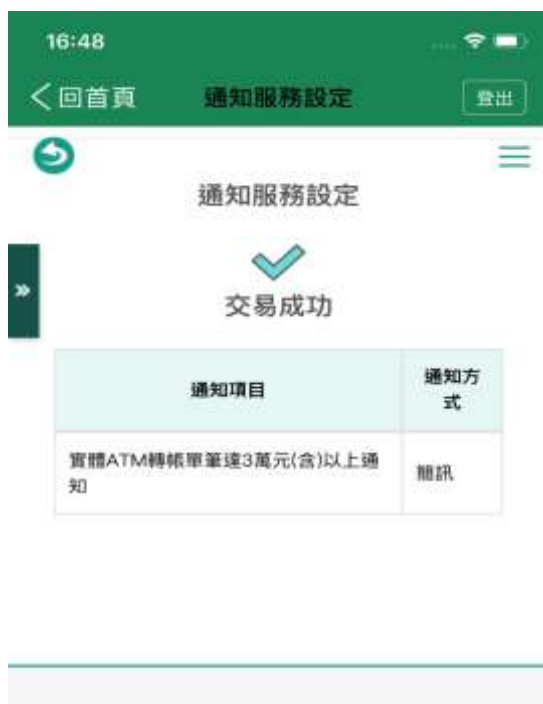 16:48
回首頁 通知服務設定 登出
通知服務設定
»
交易成功
通知項目 通知方
式
實體ATM轉帳單筆達3萬元(含)以上通
知
簡訊